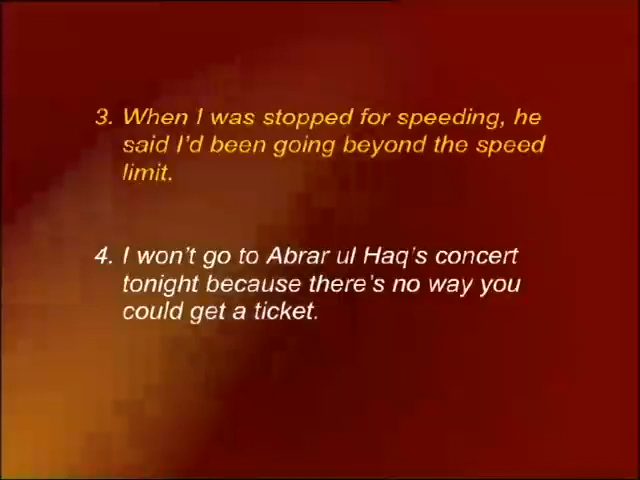 3. When I was stopped for speeding, he
said I'd been going beyond the speed
limit.
4. I won't go to Abrar ul Haq's concert
tonight because there's no way you
could get a ticket.